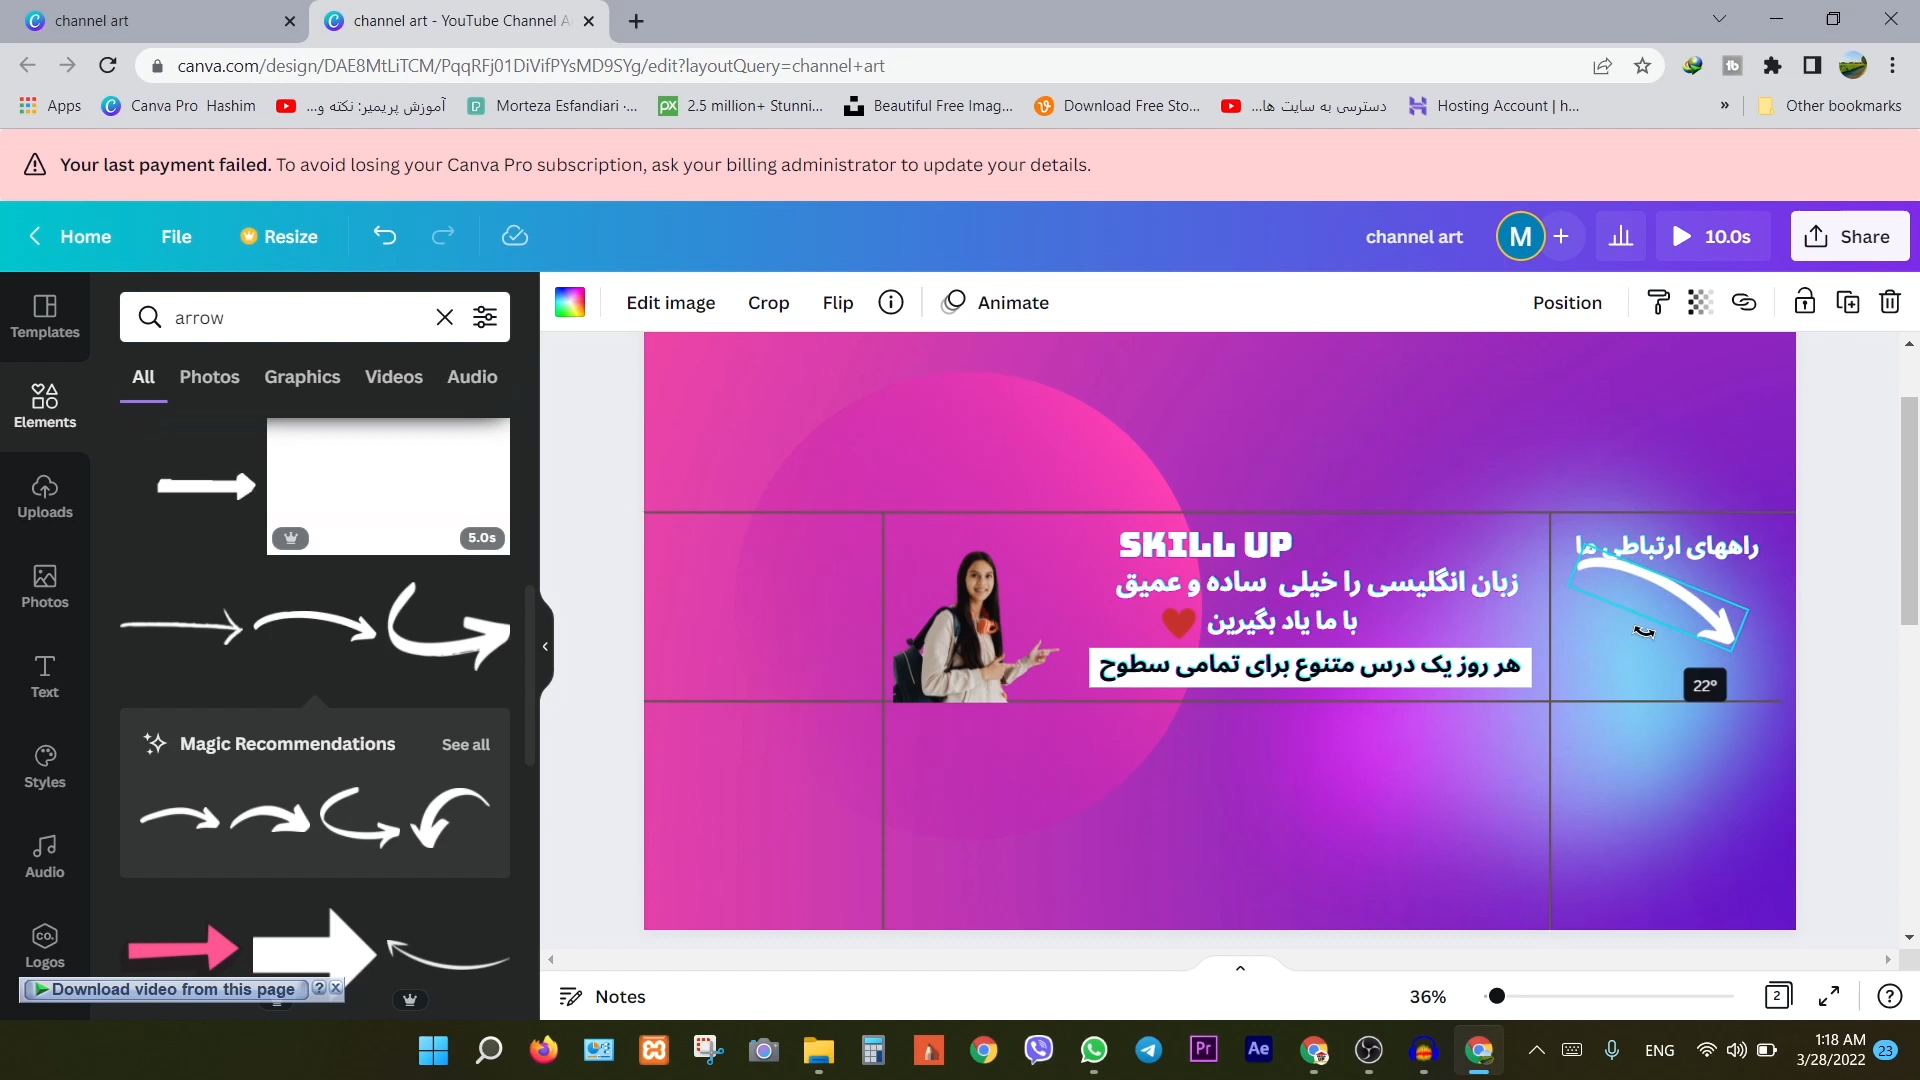 channel art
channel art - YouTube Channel A
canva.com/design/DAE8MtLiTCM/PqqRFj01DiVifPYsMD9SYg/edit?layoutQuery=channel+art
Apps
Canva Pro Hashim
آموزش پریمیر: نکته و...
Morteza Esfandiari -...
2.5 million+ Stunni...
Beautiful Free Imag...
Download Free Sto...
دسترسی به سایت ها...
Hosting Account | h...
»
Other bookmarks
Your last payment failed. To avoid losing your Canva Pro subscription, ask your billing administrator to update your details.
Home
File
Resize
channel art
M
10.0s
Share
Templates
Elements
Uploads
Photos
Text
Styles
Audio
Logos
arrow
All
Photos
Graphics
Videos
Audio
5.0s
Magic Recommendations
See all
Download video from this page
Edit image
Crop
Flip
Animate
Position
SKILL UP
زبان انگلیسی را خیلی ساده و عمیق
با ما یاد بگیرین
هر روز یک درس متنوع برای تمامی سطوح
راههای ارتباطی ما
22°
Notes
36%
2
CO.
Pr
Ae
ENG
1:18 AM
3/28/2022
23